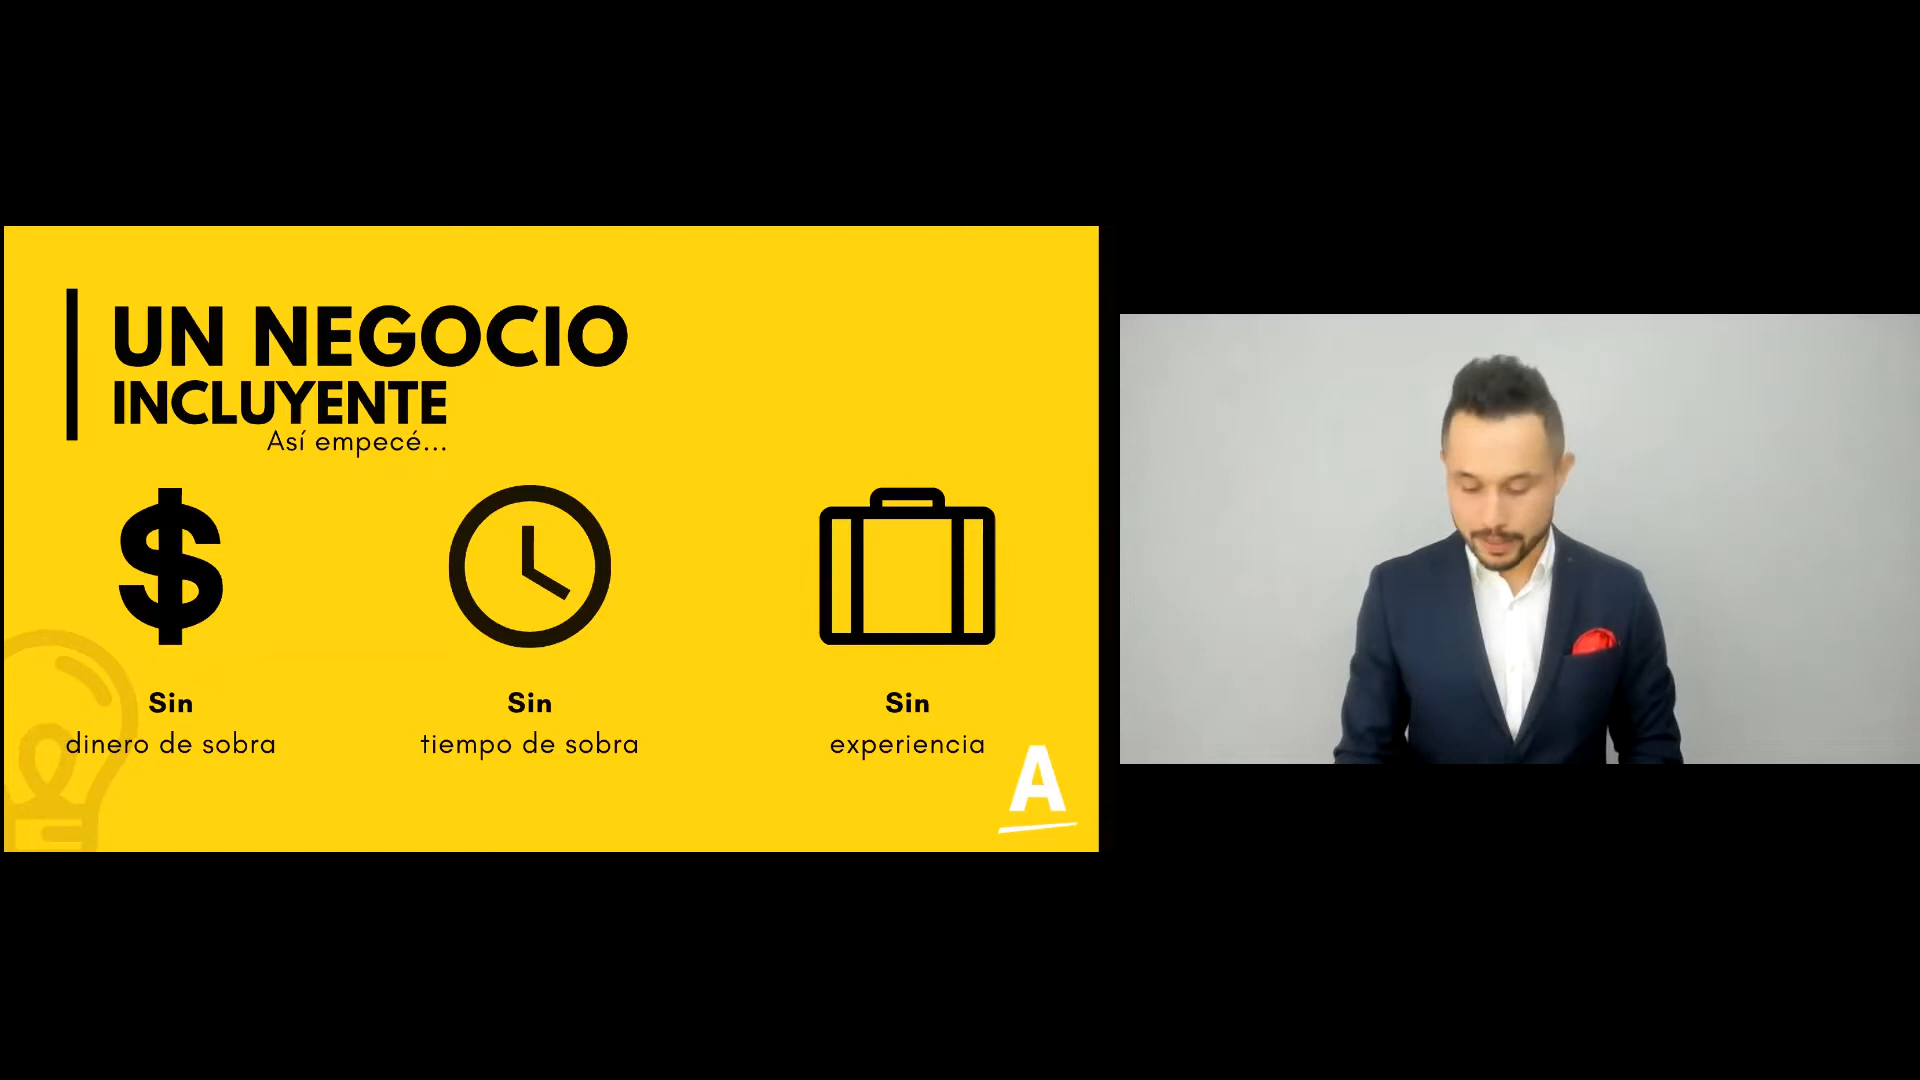 UN NEGOCIO
INCLUYENTE
Así empecé...
Sin
dinero de sobra
Sin
tiempo de sobra
Sin
experiencia
A